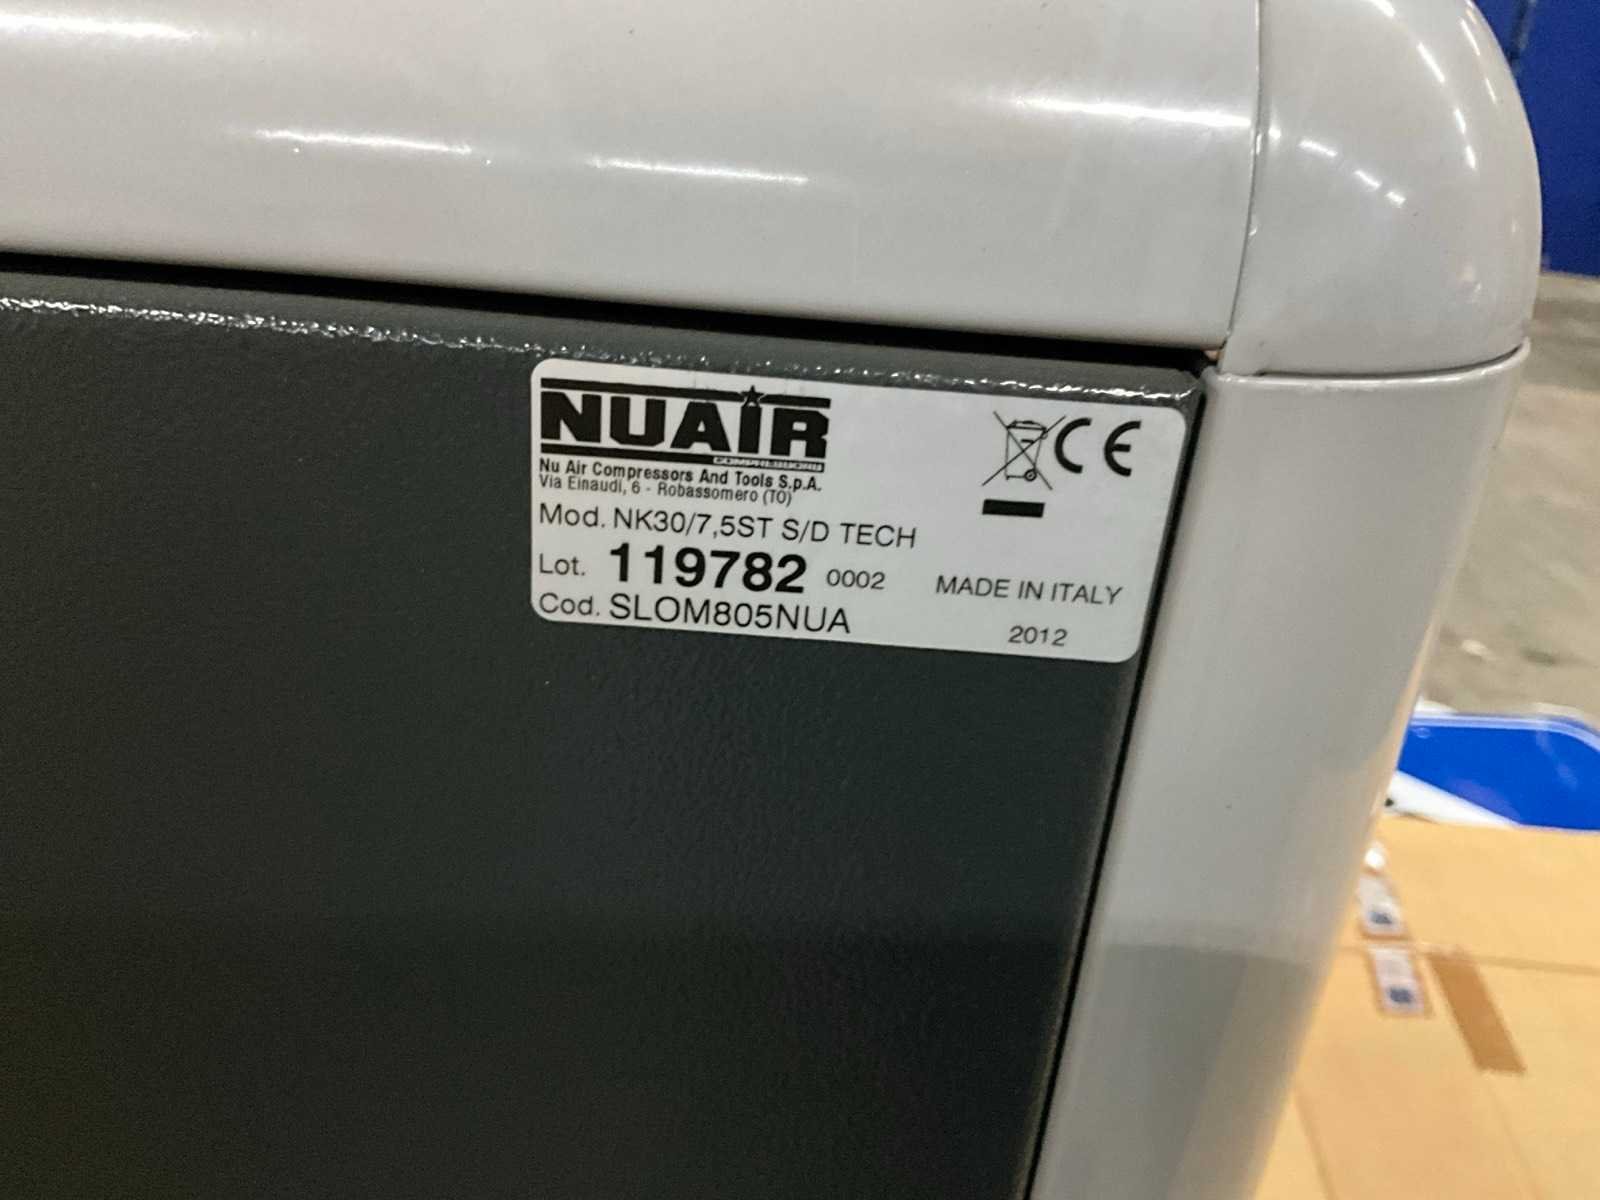 NUAIR
COMPRESSORS
Nu Air Compressors And Tools S.p.A.
Via Einaudi, 6 - Robassomero (TO)
Mod. NK30/7,5ST S/D TECH
Lot. 119782 0002
Cod. SLOM805NUA
CE
MADE IN ITALY
2012